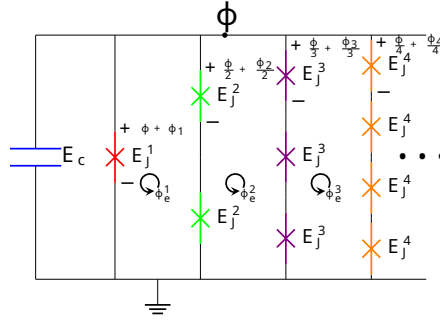 ϕ
+ ϕ + ϕ₁
+ ϕ/2 + ϕ₂/2
+ ϕ/3 + ϕ₃/3
+ ϕ/4 + ϕ₄/4
E_c
E_J^1
E_J^2
E_J^3
E_J^4
−
−
−
−
E_J^4
E_J^3
ϕ_e^1
ϕ_e^2
ϕ_e^3
E_J^4
E_J^2
E_J^3
E_J^4
• • •